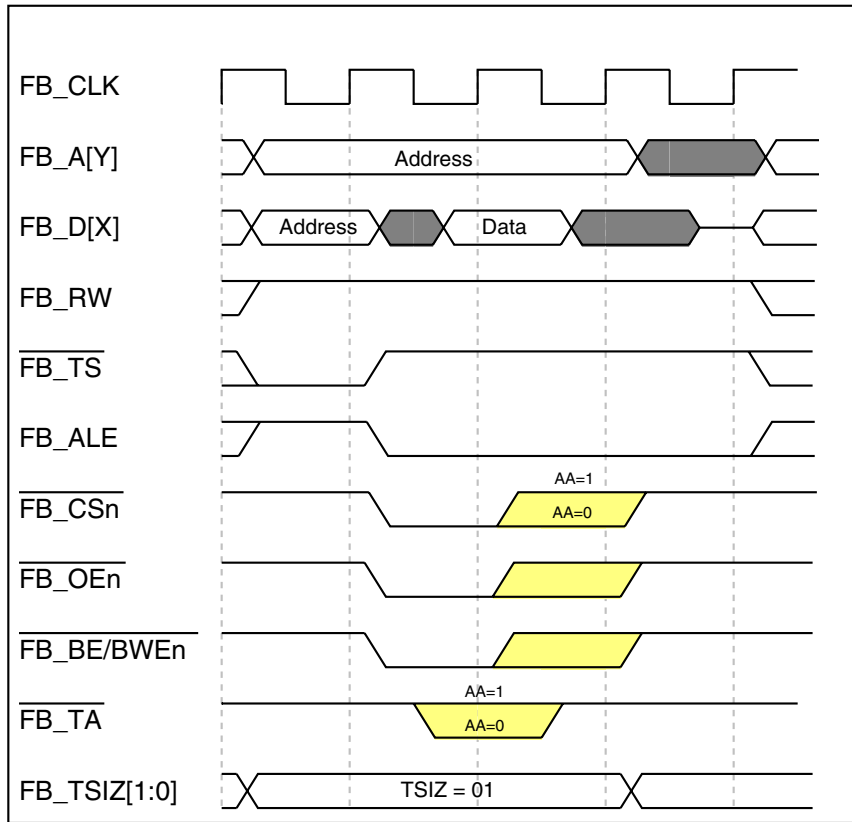 FB_CLK
FB_A[Y] Address
FB_D[X] Address Data
FB_RW
FB_TS
FB_ALE
AA=1
FB_CSn AA=0
FB_OEn
FB_BE/BWEn
AA=1
FB_TA AA=0
FB_TSIZ[1:0] TSIZ = 01